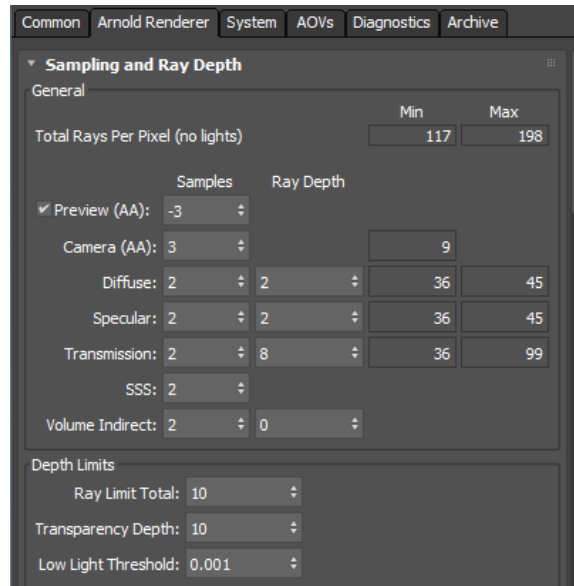 Common Arnold Renderer System AOVs Diagnostics Archive
Sampling and Ray Depth
General
Min Max
Total Rays Per Pixel (no lights) 117 198
Samples Ray Depth
Preview (AA): -3
Camera (AA): 3 9
Diffuse: 2 2 36 45
Specular: 2 2 36 45
Transmission: 2 8 36 99
SSS: 2
Volume Indirect: 2 0
Depth Limits
Ray Limit Total: 10
Transparency Depth: 10
Low Light Threshold: 0.001